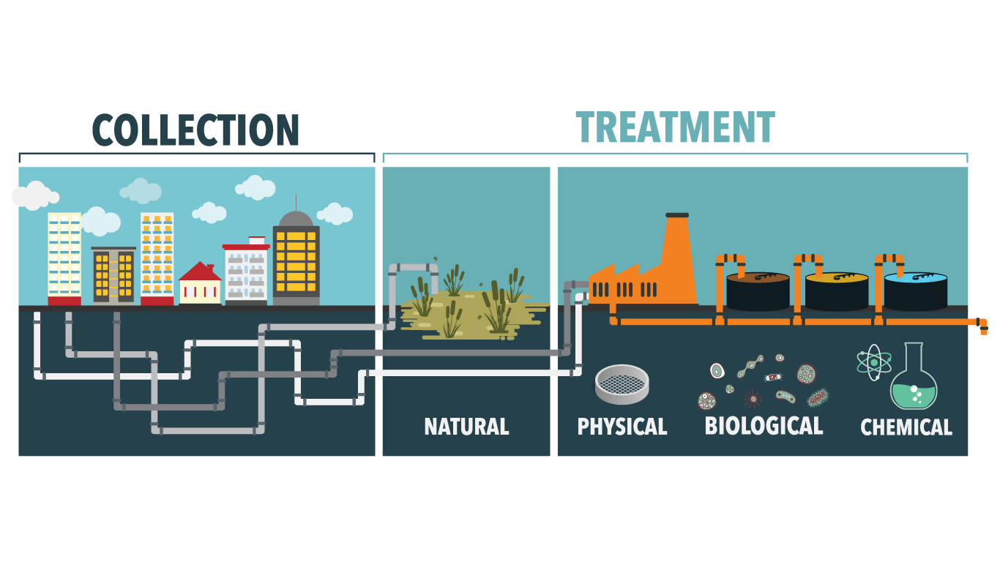 COLLECTION
TREATMENT
NATURAL
PHYSICAL
BIOLOGICAL
CHEMICAL